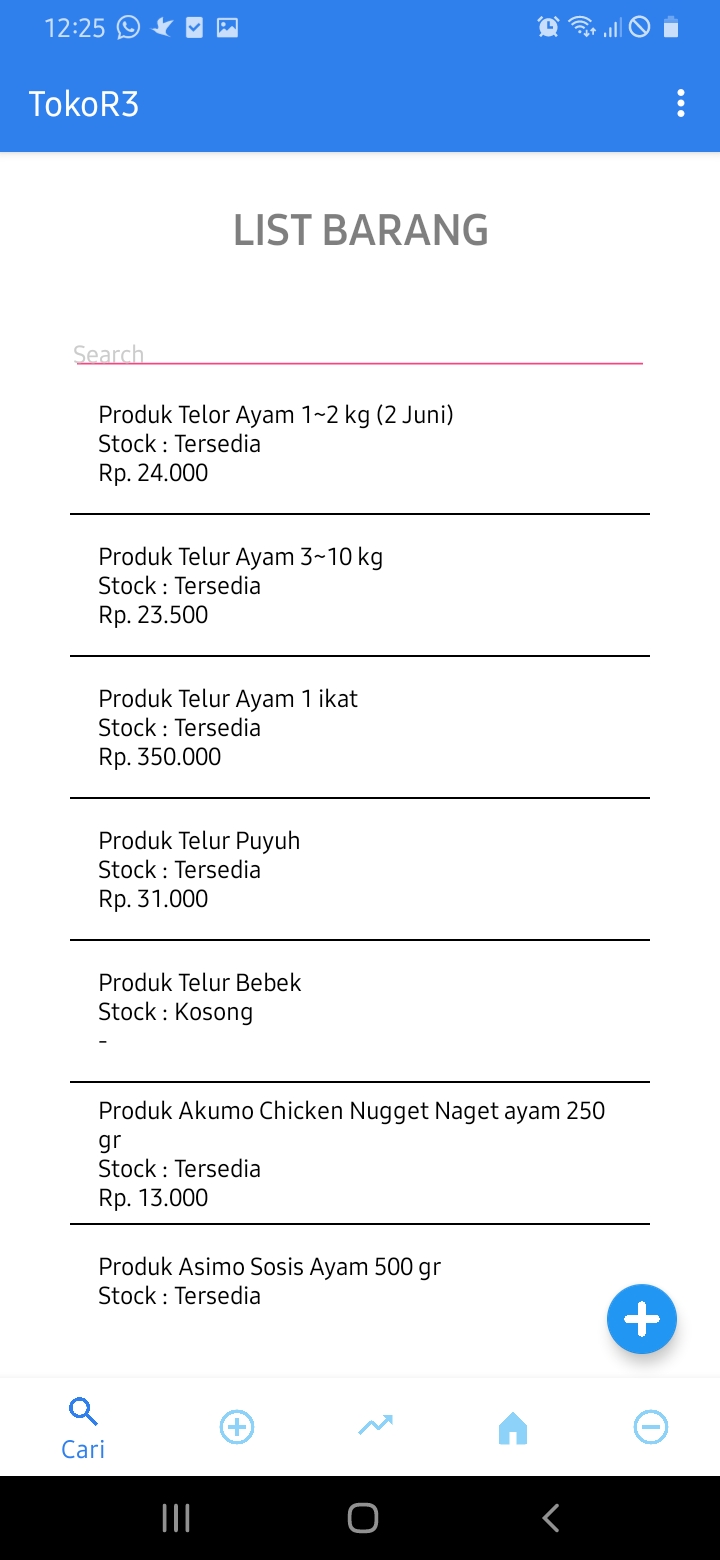 12:25
TokoR3
LIST BARANG
Search
Produk Telor Ayam 1~2 kg (2 Juni)
Stock : Tersedia
Rp. 24.000
Produk Telur Ayam 3~10 kg
Stock : Tersedia
Rp. 23.500
Produk Telur Ayam 1 ikat
Stock : Tersedia
Rp. 350.000
Produk Telur Puyuh
Stock : Tersedia
Rp. 31.000
Produk Telur Bebek
Stock : Kosong
-
Produk Akumo Chicken Nugget Naget ayam 250
gr
Stock : Tersedia
Rp. 13.000
Produk Asimo Sosis Ayam 500 gr
Stock : Tersedia
Cari